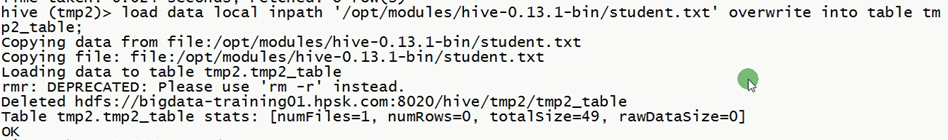 hive (tmp2)> load data local inpath '/opt/modules/hive-0.13.1-bin/student.txt' overwrite into table tm
p2_table;
Copying data from file:/opt/modules/hive-0.13.1-bin/student.txt
Copying file: file:/opt/modules/hive-0.13.1-bin/student.txt
Loading data to table tmp2.tmp2_table
rmr: DEPRECATED: Please use 'rm -r' instead.
Deleted hdfs://bigdata-training01.hpsk.com:8020/hive/tmp2/tmp2_table
Table tmp2.tmp2_table stats: [numFiles=1, numRows=0, totalSize=49, rawDataSize=0]
OK